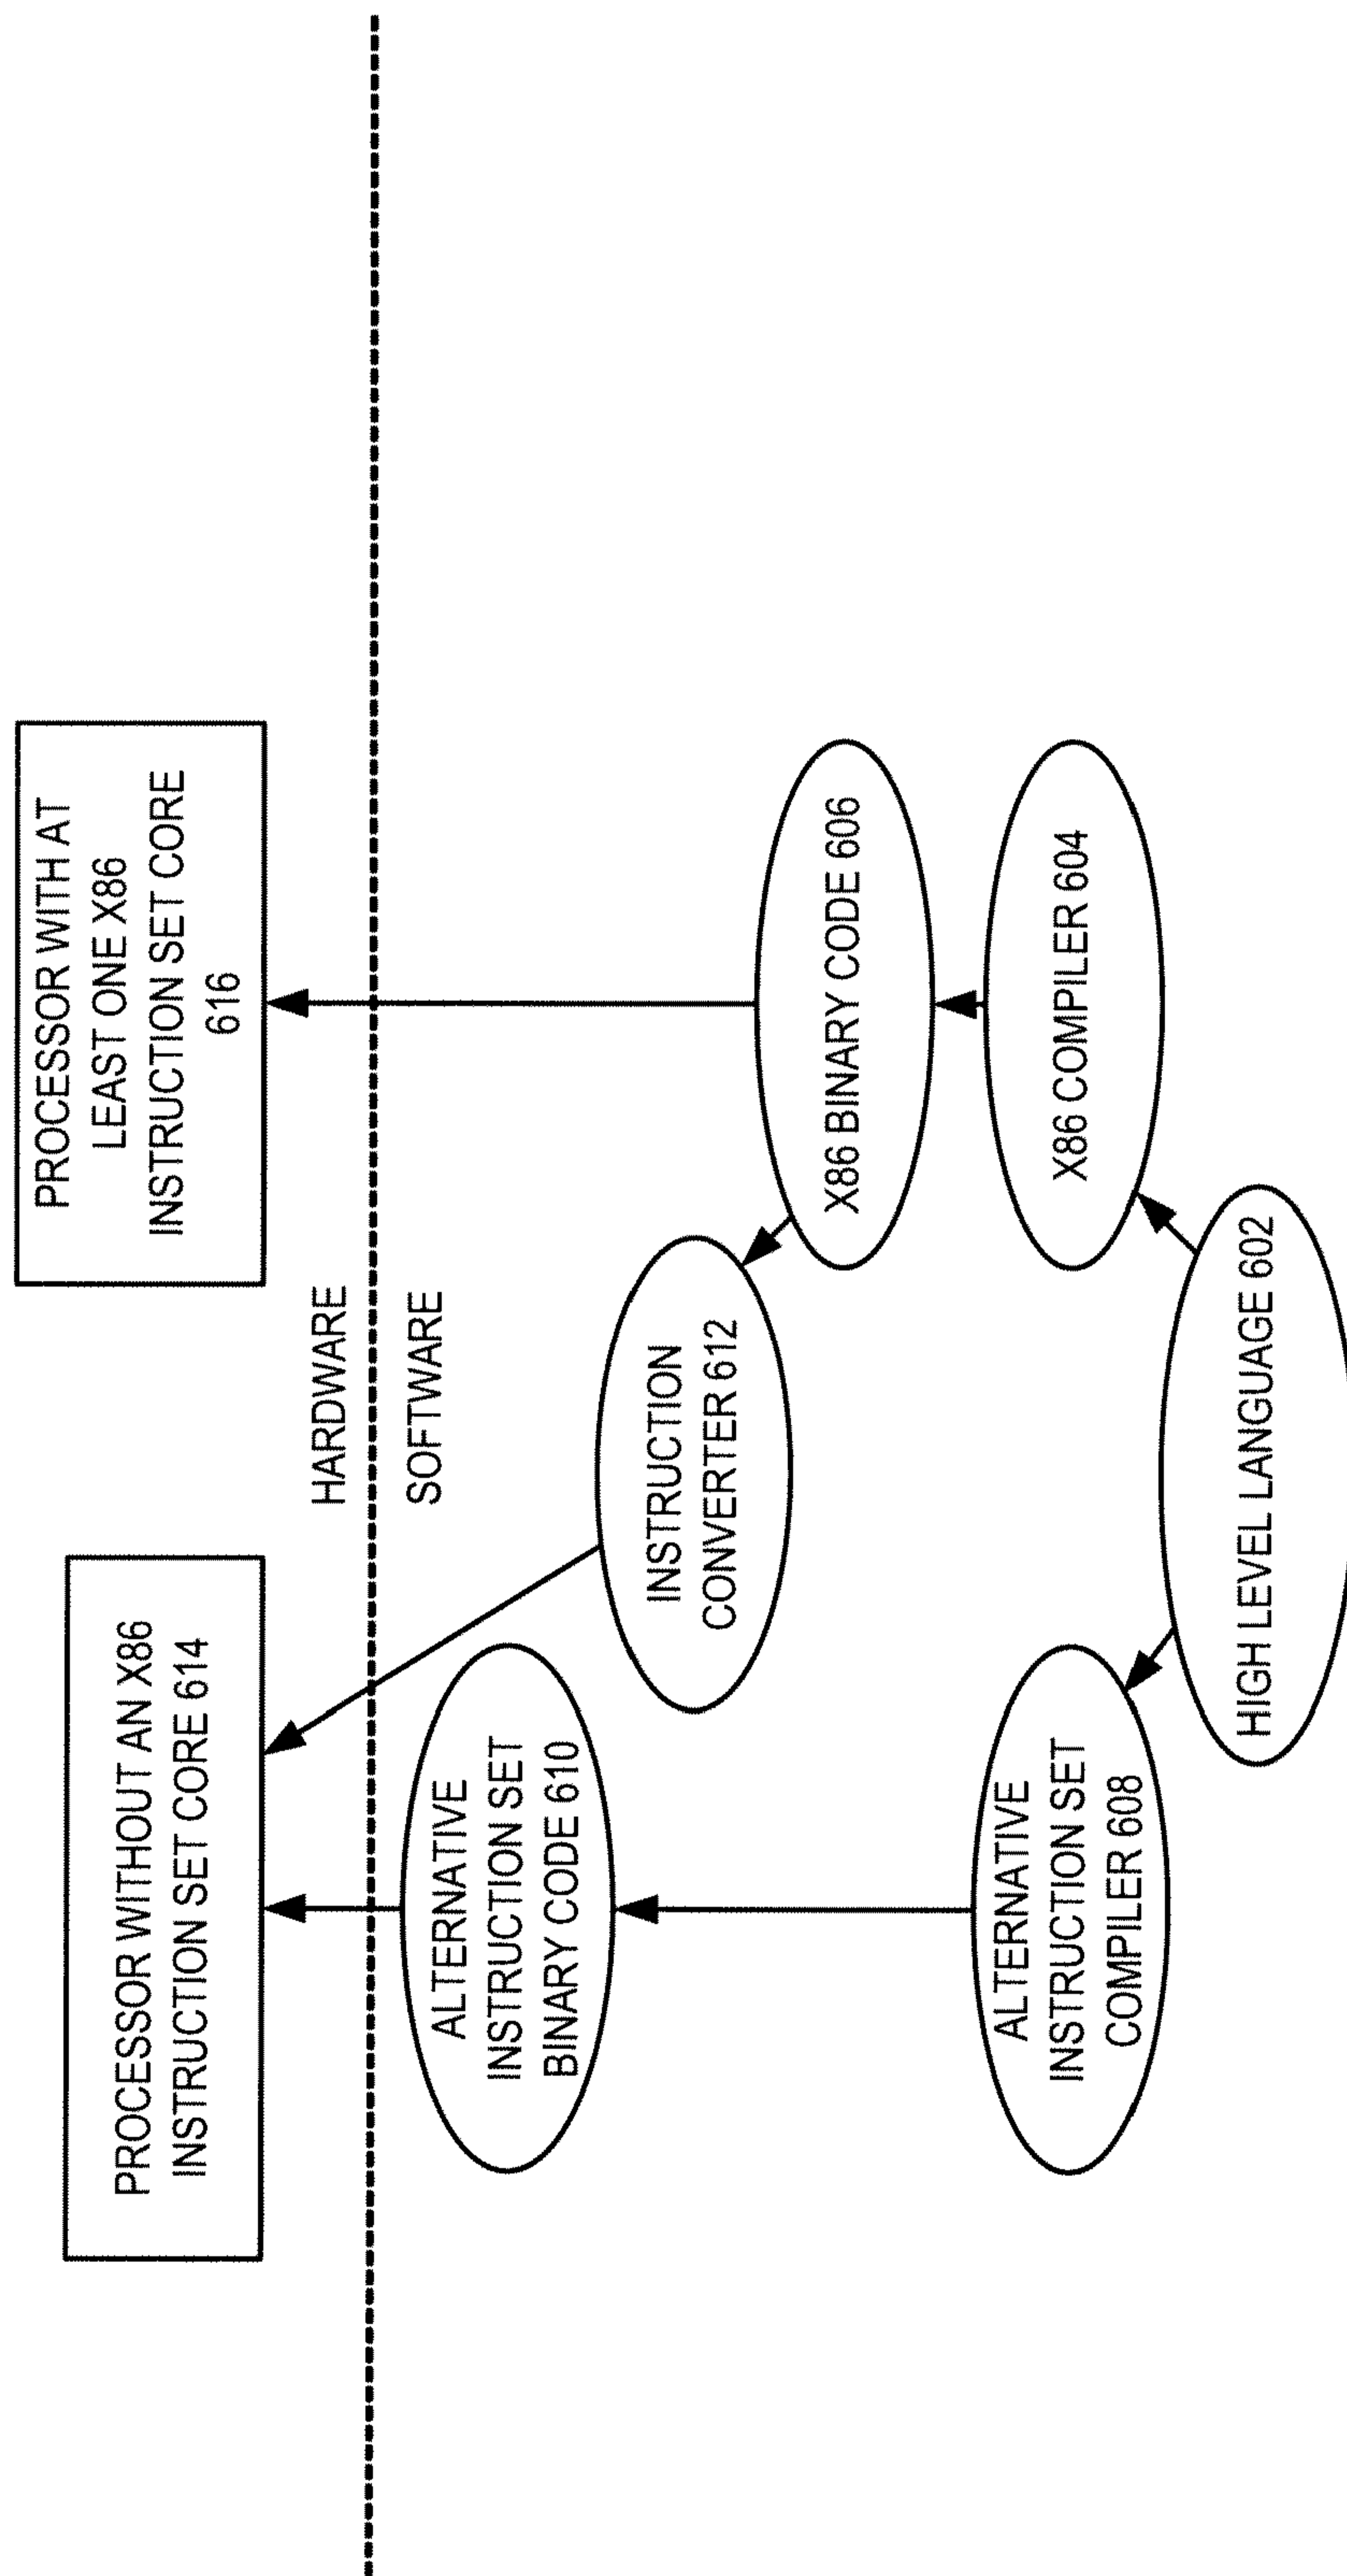 PROCESSOR WITHOUT AN X86
INSTRUCTION SET CORE 614
PROCESSOR WITH AT
LEAST ONE X86
INSTRUCTION SET CORE
616
HARDWARE
SOFTWARE
ALTERNATIVE
INSTRUCTION SET
BINARY CODE 610
INSTRUCTION
CONVERTER 612
X86 BINARY CODE 606
ALTERNATIVE
INSTRUCTION SET
COMPILER 608
X86 COMPILER 604
HIGH LEVEL LANGUAGE 602